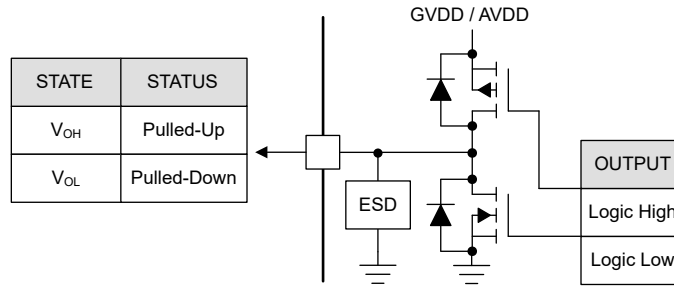 GVDD / AVDD
STATE STATUS
VOH Pulled-Up
VOL Pulled-Down
ESD
OUTPUT
Logic High
Logic Low